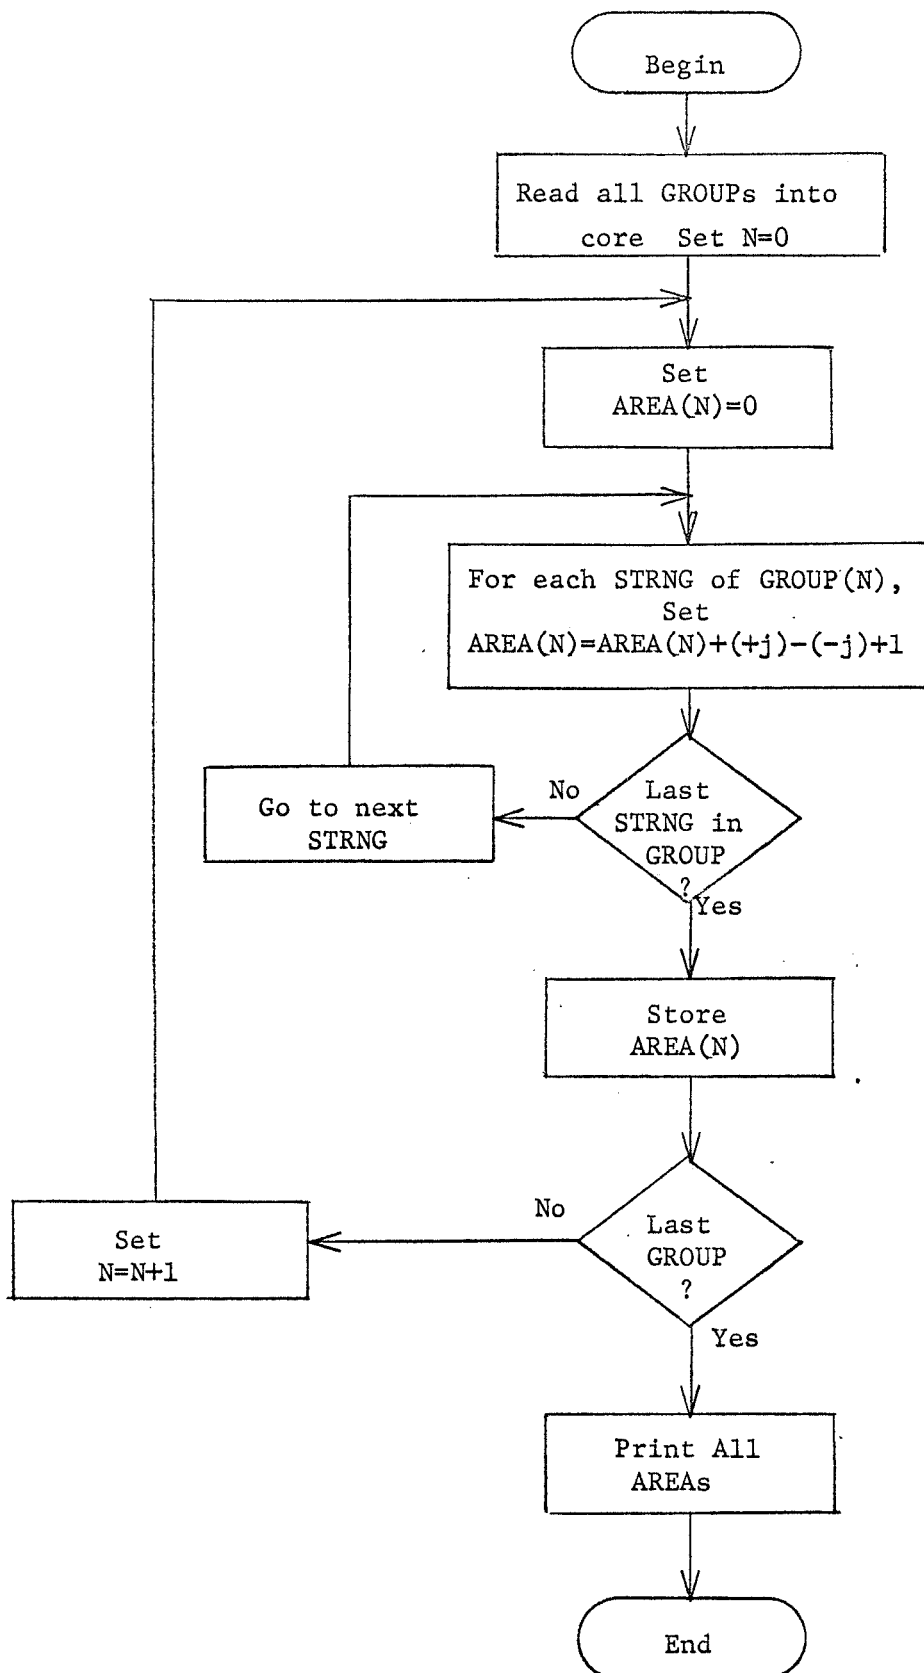 Begin
Read all GROUPs into
core Set N=0
Set
AREA(N)=0
For each STRNG of GROUP(N),
Set
AREA(N)=AREA(N)+(+j)-(-j)+1
No
Last
STRNG in
GROUP
?
Yes
Go to next
STRNG
Store
AREA(N)
No
Last
GROUP
?
Yes
Set
N=N+1
Print All
AREAs
End